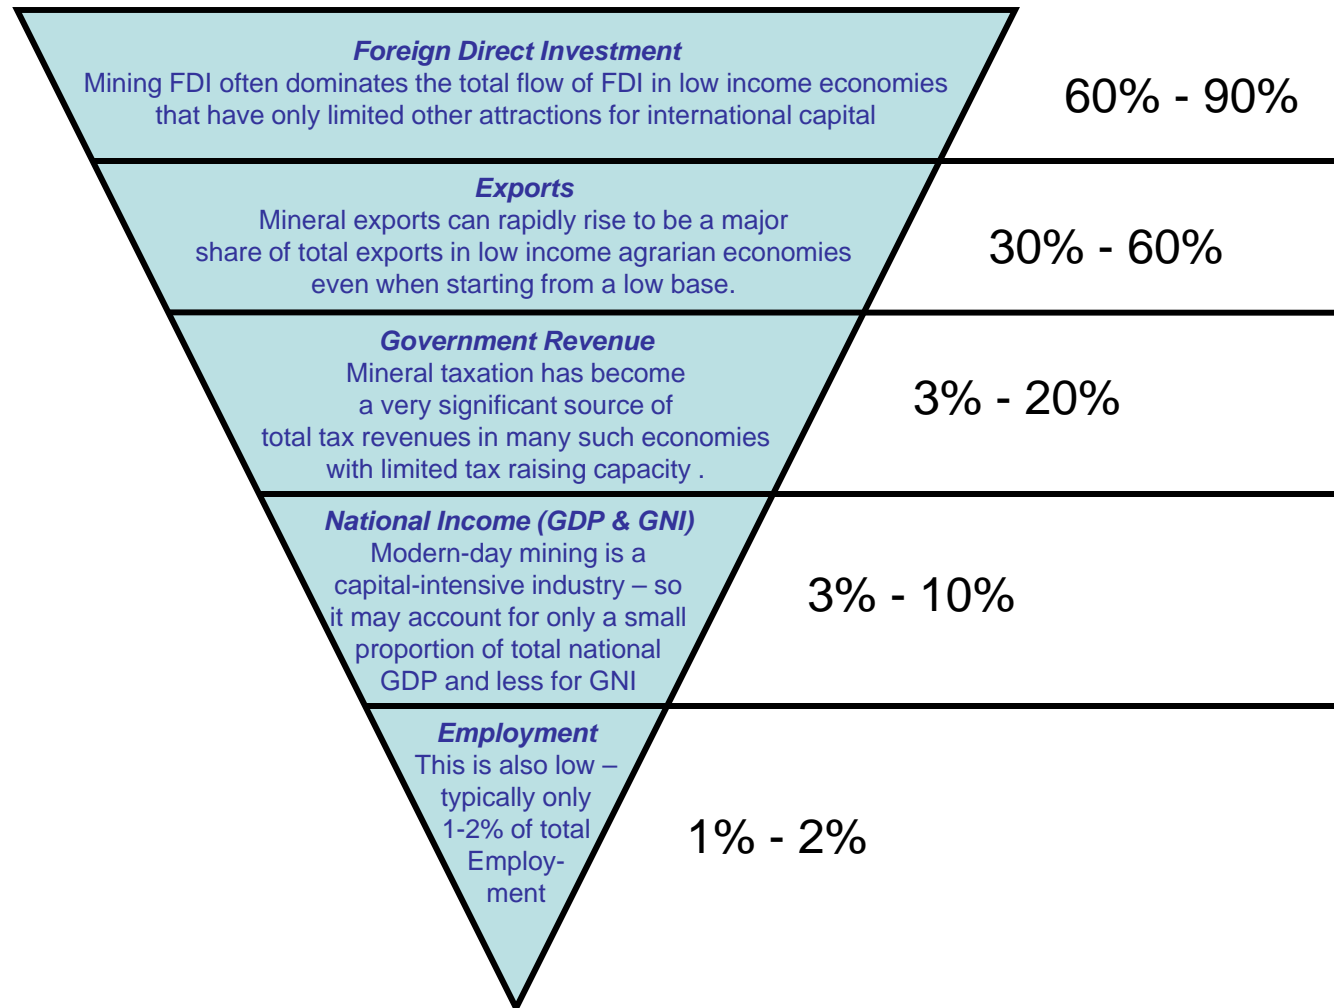 Foreign Direct Investment
Mining FDI often dominates the total flow of FDI in low income economies
that have only limited other attractions for international capital
60% - 90%
Exports
Mineral exports can rapidly rise to be a major
share of total exports in low income agrarian economies
even when starting from a low base.
30% - 60%
Government Revenue
Mineral taxation has become
a very significant source of
total tax revenues in many such economies
with limited tax raising capacity .
3% - 20%
National Income (GDP & GNI)
Modern-day mining is a
capital-intensive industry – so
it may account for only a small
proportion of total national
GDP and less for GNI
3% - 10%
Employment
This is also low –
typically only
1-2% of total
Employ-
ment
1% - 2%